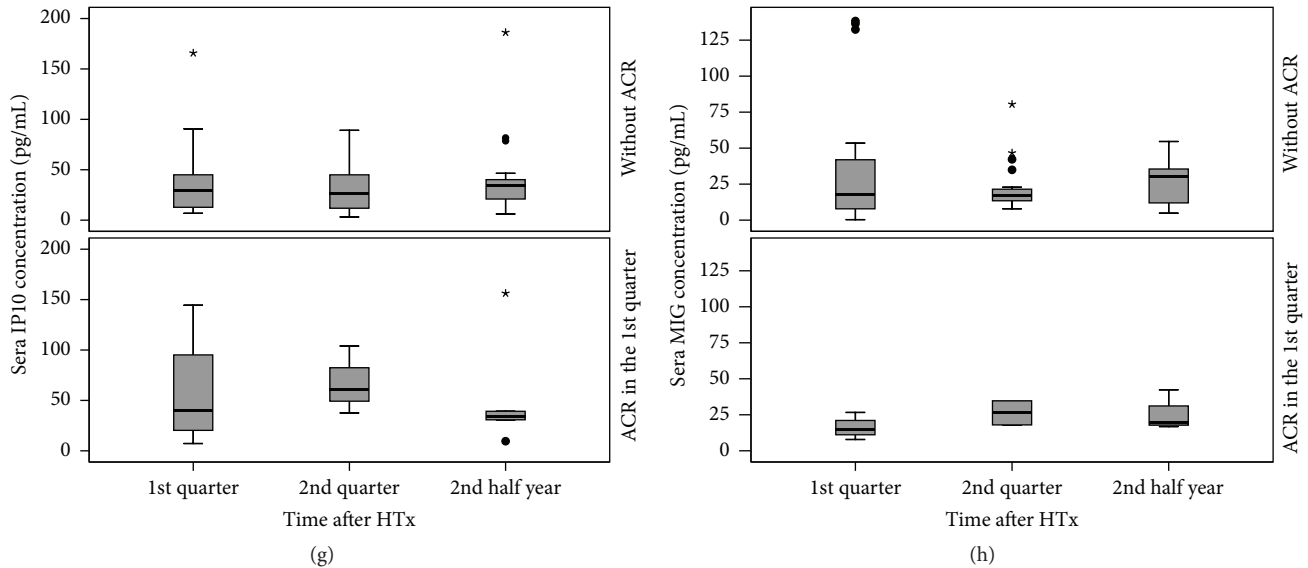 Sera IP10 concentration (pg/mL)
200
150
100
50
0
Without ACR
200
150
100
50
0
ACR in the 1st quarter
1st quarter 2nd quarter 2nd half year
Time after HTx
(g)
Sera MIG concentration (pg/mL)
125
100
75
50
25
0
Without ACR
125
100
75
50
25
0
ACR in the 1st quarter
1st quarter 2nd quarter 2nd half year
Time after HTx
(h)